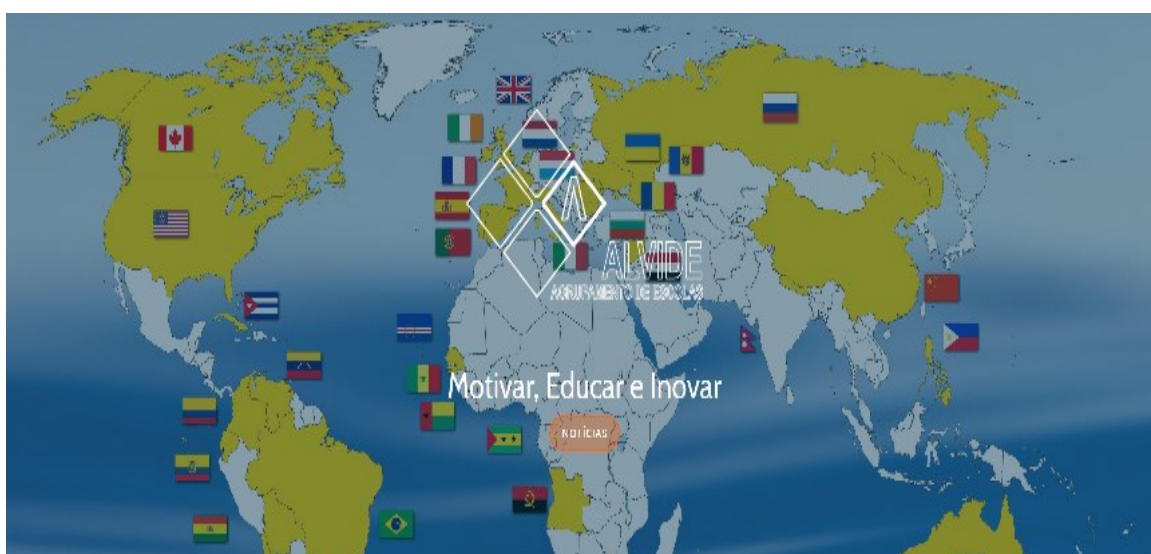 A
ALVIDE
AGRUPAMENTO DE ESCOLAS
Motivar, Educar e Inovar
NOTÍCIAS